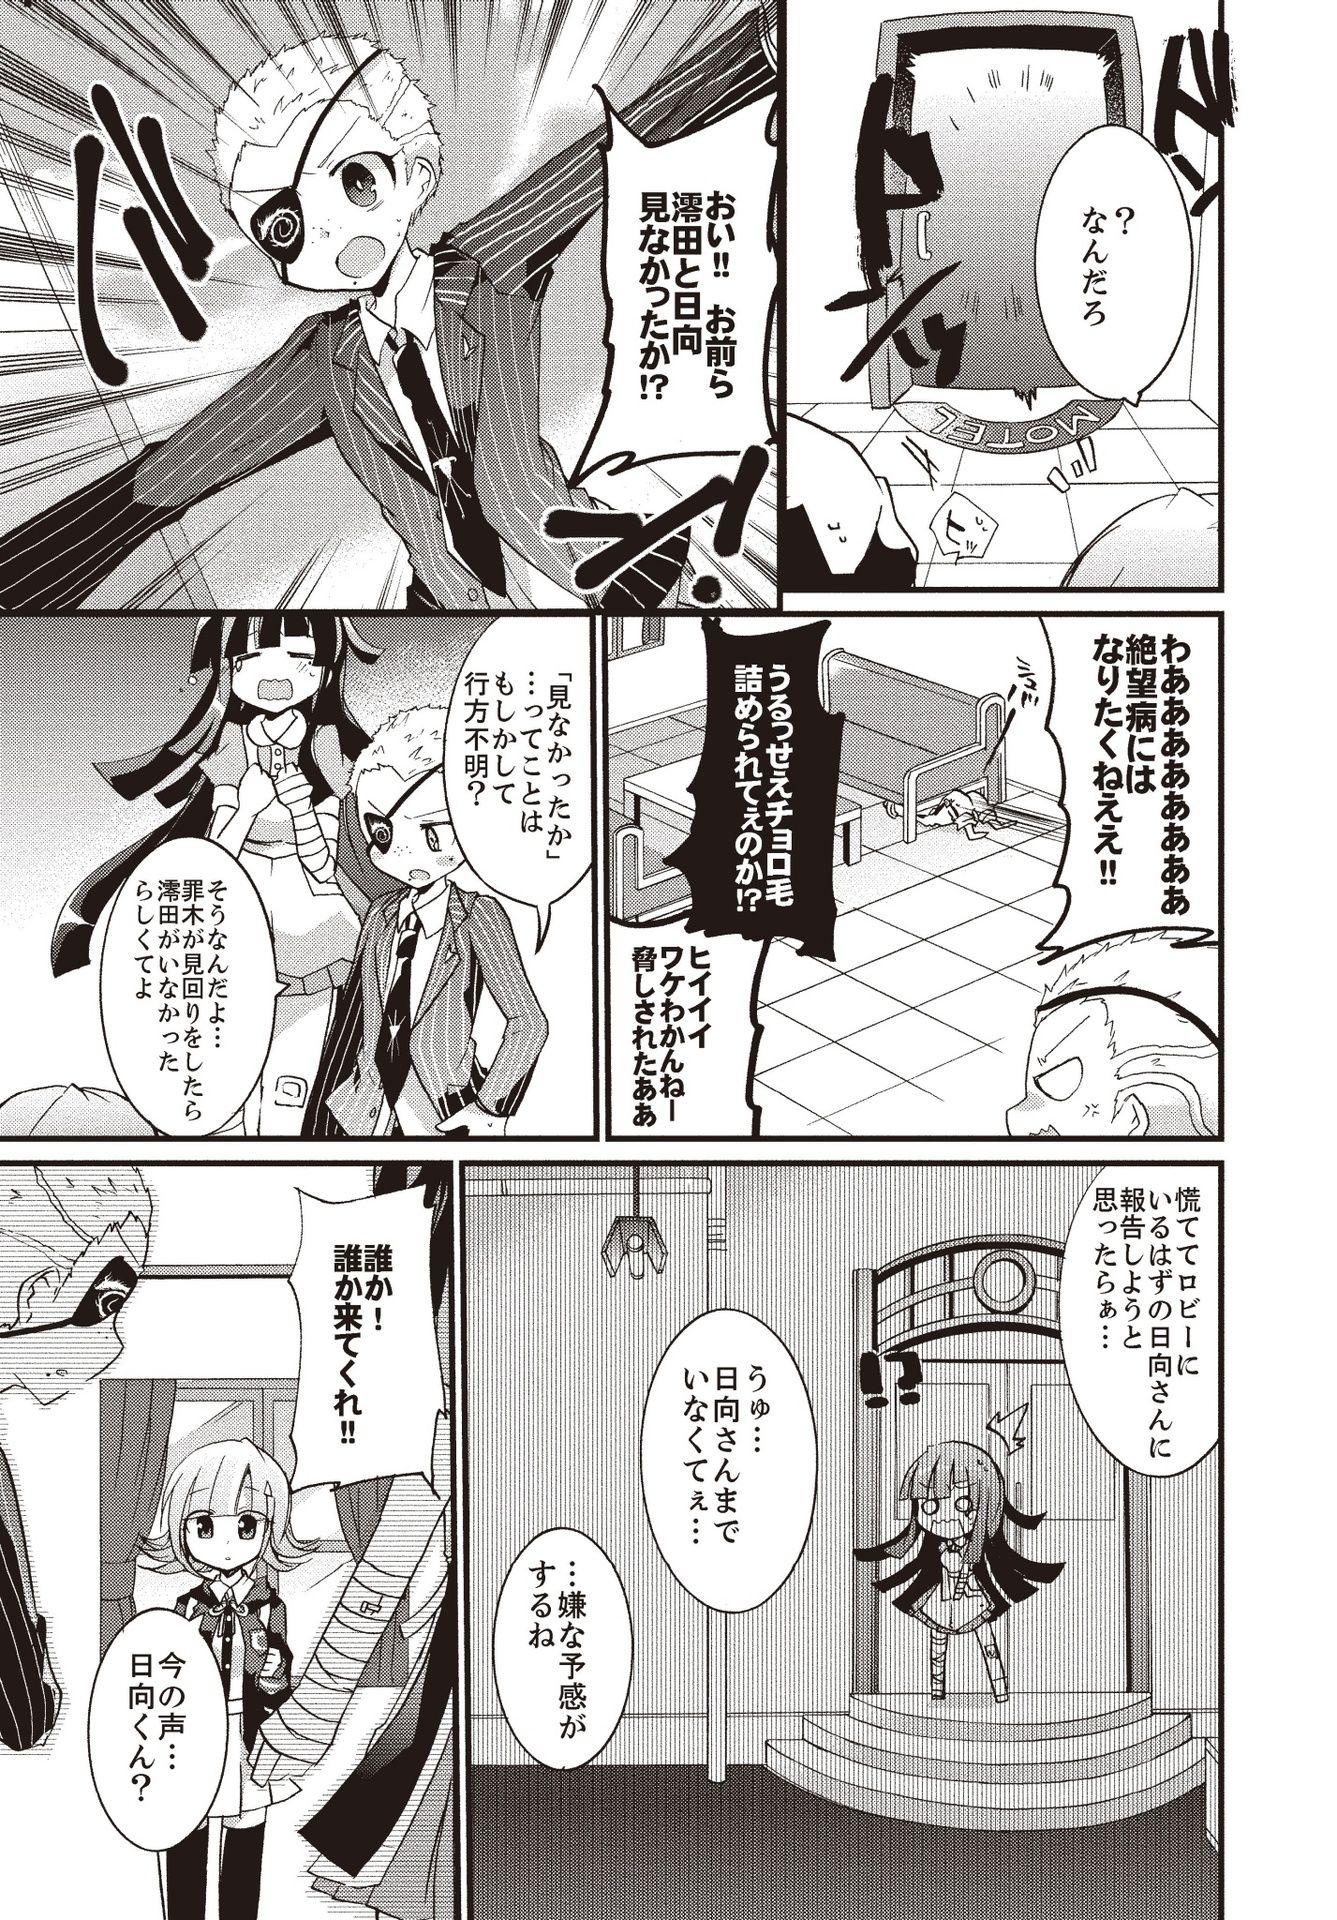 ？
なんだろ
ドドドッ
MOTEL
ヒ
おい!!　お前ら
澪田と日向
見なかったか!?
バンッ
わああああああああ
絶望病には
なりたくねええ!!
うるっせえチョロ毛
詰められてぇのか!?
ヒイイイ
ワケわかんねー
脅しされたぁぁ
「見なかったか」
…ってことは
もしかして
行方不明？
そうなんだよ…
罪木が見回りをしたら
澪田がいなかった
らしくてよ
慌ててロビーに
いるはずの日向さんに
報告しようと
思ったらぁ…
!?
うゅ…
日向さんまで
いなくてぇ…
…嫌な予感が
するね
誰か！
誰か来てくれ!!
今の声…
日向くん？